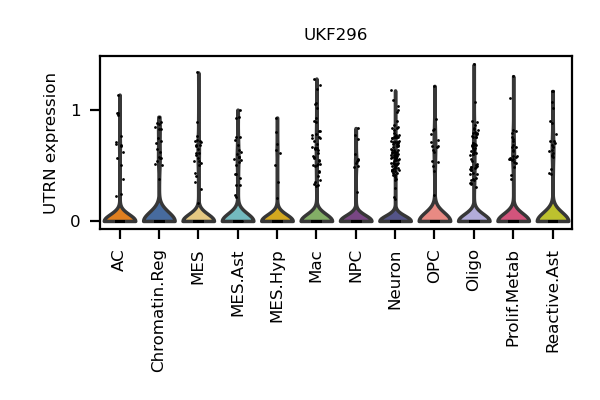 UKF296
UTRN expression
1
0
AC
Chromatin.Reg
MES
MES.Ast
MES.Hyp
Mac
NPC
Neuron
OPC
Oligo
Prolif.Metab
Reactive.Ast